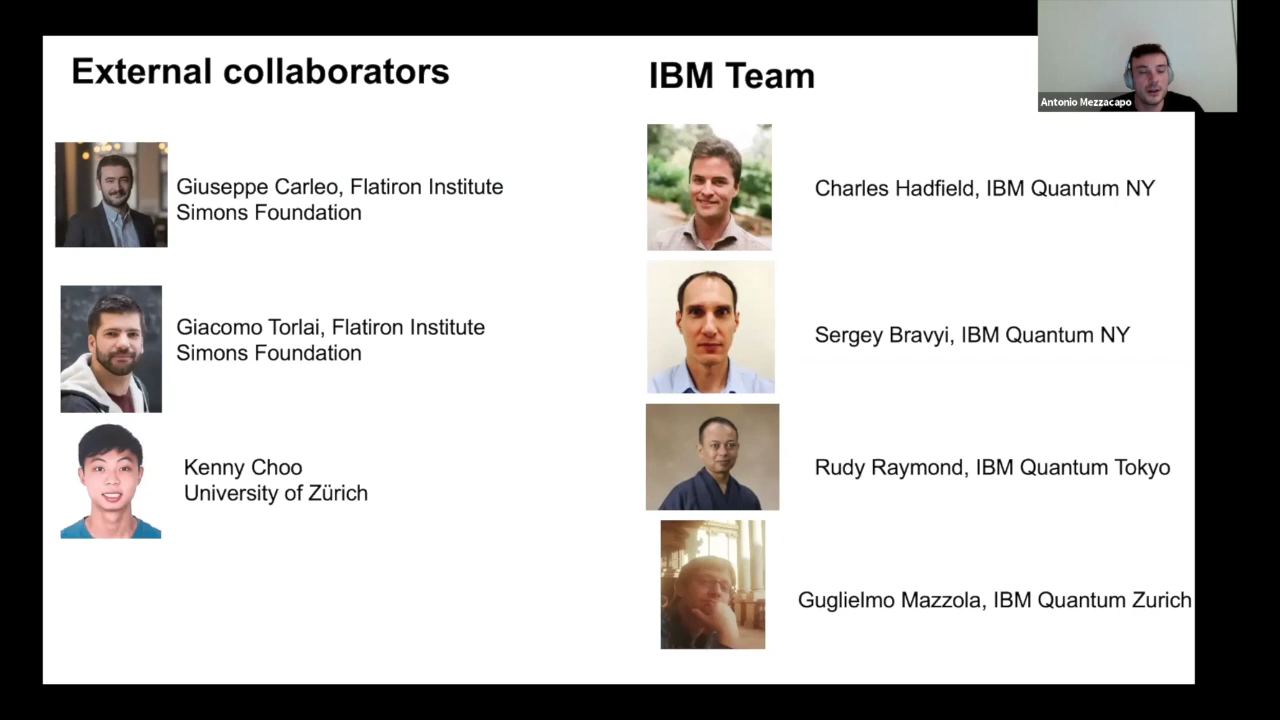 External collaborators
Giuseppe Carleo, Flatiron Institute
Simons Foundation
Giacomo Torlai, Flatiron Institute
Simons Foundation
Kenny Choo
University of Zürich
IBM Team
Charles Hadfield, IBM Quantum NY
Sergey Bravyi, IBM Quantum NY
Rudy Raymond, IBM Quantum Tokyo
Guglielmo Mazzola, IBM Quantum Zurich
Antonio Mezzacapo